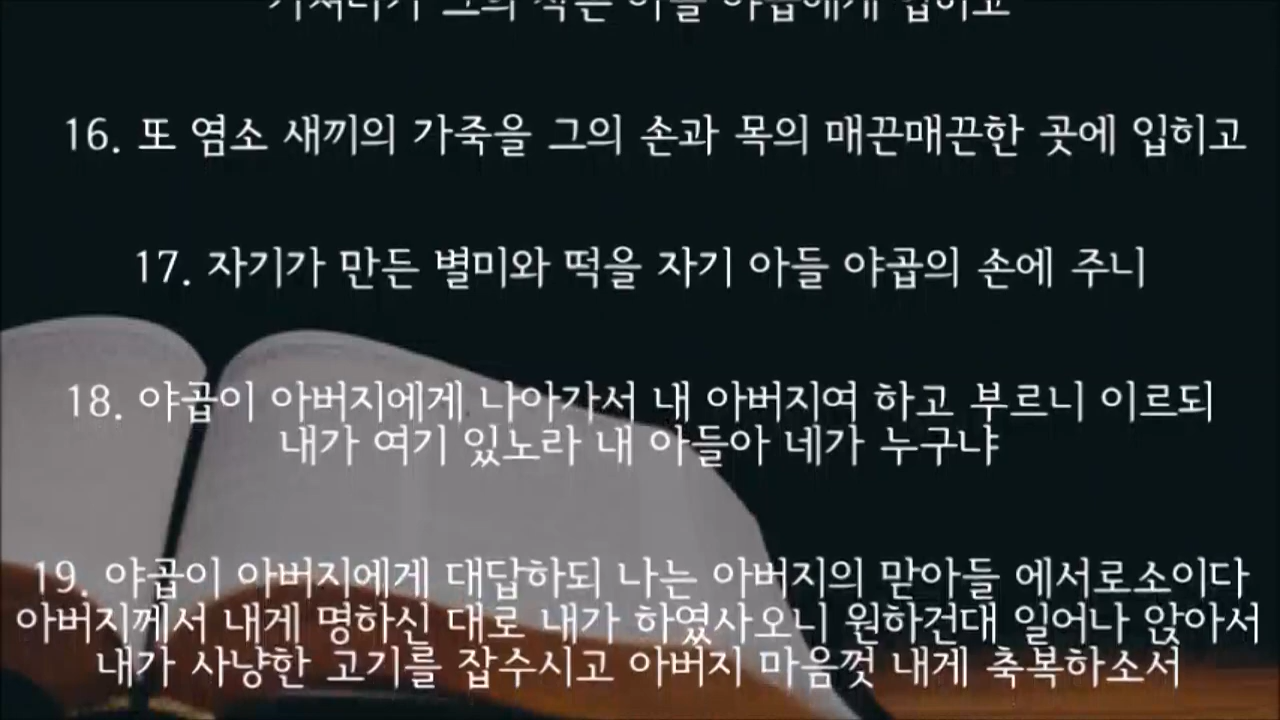 16. 또 염소 새끼의 가죽을 그의 손과 목의 매끈매끈한 곳에 입히고
17. 자기가 만든 별미와 떡을 자기 아들 야곱의 손에 주니
18. 야곱이 아버지에게 나아가서 내 아버지여 하고 부르니 이르되
내가 여기 있노라 내 아들아 네가 누구냐
19. 야곱이 아버지에게 대답하되 나는 아버지의 맏아들 에서로소이다
아버지께서 내게 명하신 대로 내가 하였사오니 원하건대 일어나 앉아서
내가 사냥한 고기를 잡수시고 아버지 마음껏 내게 축복하소서